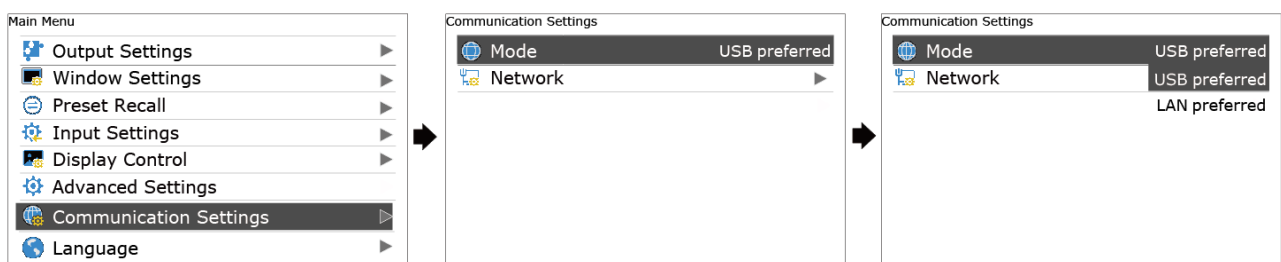 Main Menu
Output Settings
Window Settings
Preset Recall
Input Settings
Display Control
Advanced Settings
Communication Settings
Language
Communication Settings
Mode USB preferred
Network
Communication Settings
Mode USB preferred
Network USB preferred
LAN preferred